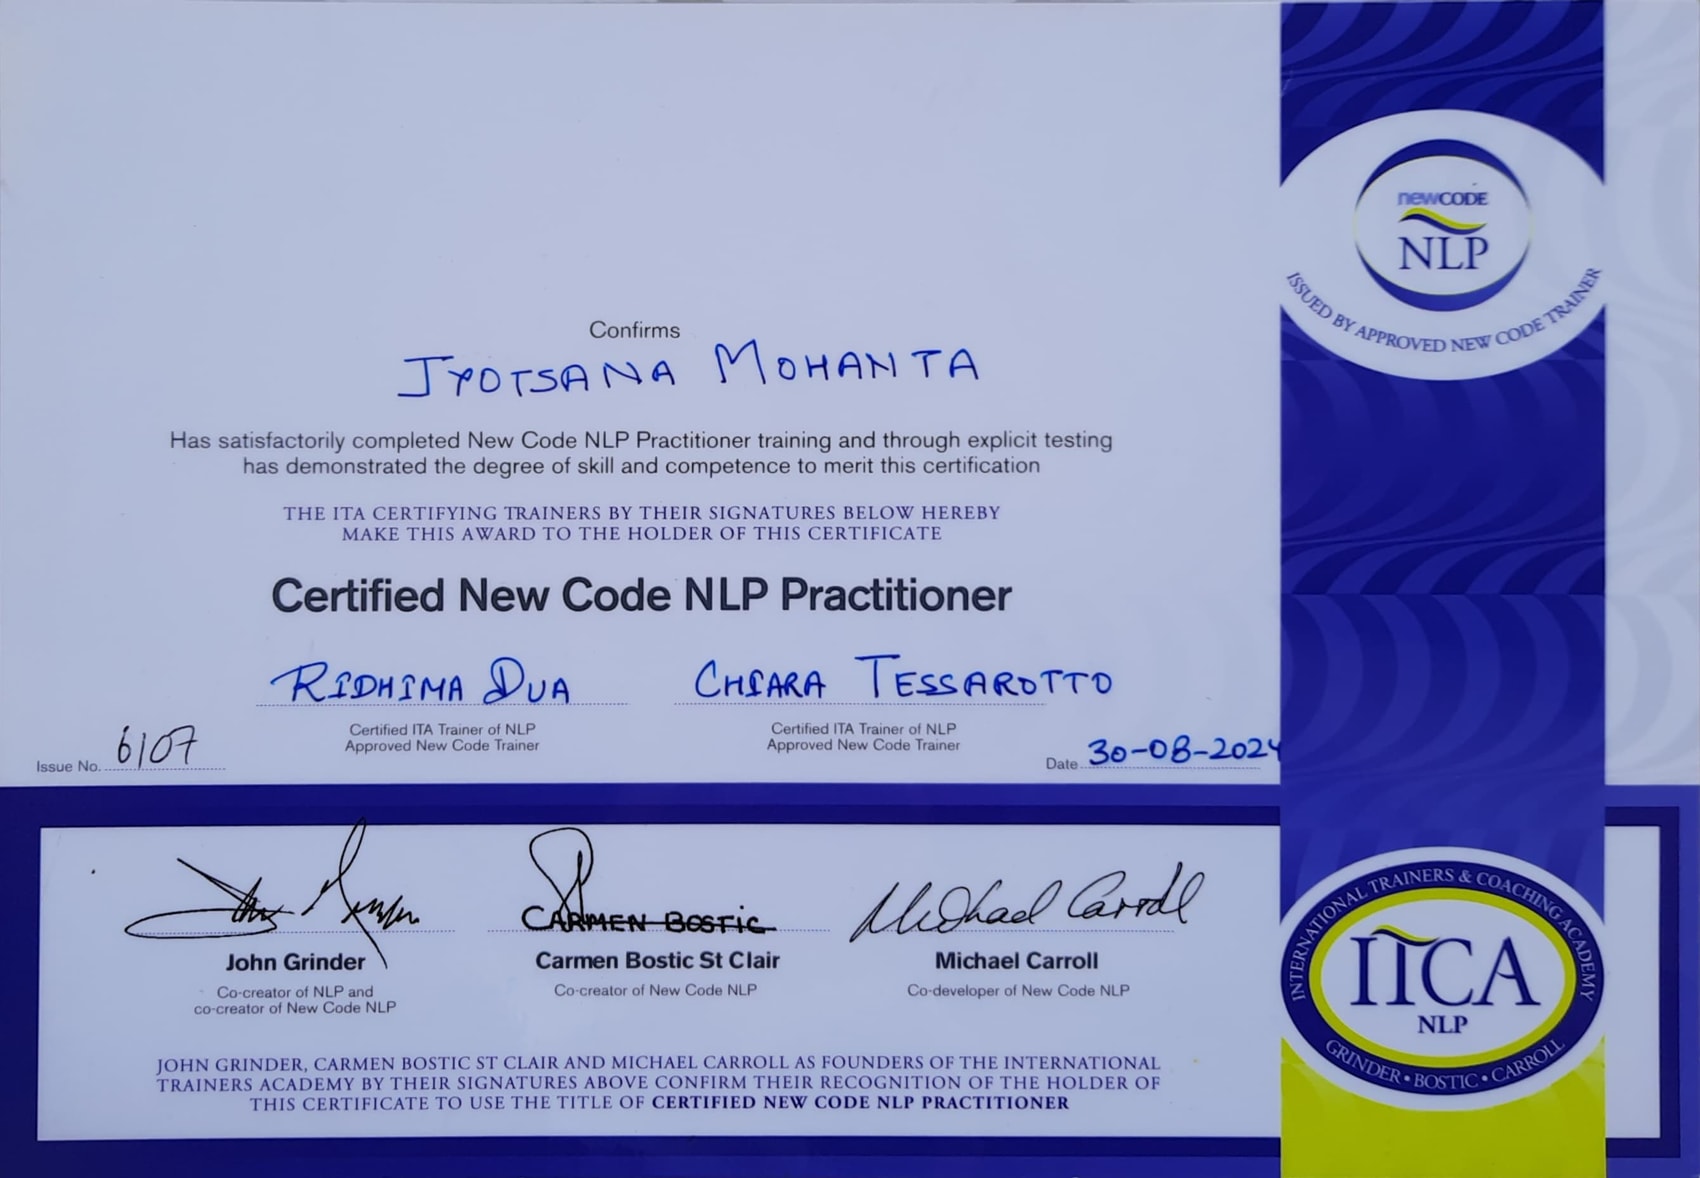 Confirms
JYOTSANA MOHANTA
Has satisfactorily completed New Code NLP Practitioner training and through explicit testing
has demonstrated the degree of skill and competence to merit this certification
THE ITA CERTIFYING TRAINERS BY THEIR SIGNATURES BELOW HEREBY
MAKE THIS AWARD TO THE HOLDER OF THIS CERTIFICATE
Certified New Code NLP Practitioner
RIDHIMA DUA
Certified ITA Trainer of NLP
Approved New Code Trainer
CHIARA TESSAROTTO
Certified ITA Trainer of NLP
Approved New Code Trainer
Issue No. 6107
Date 30-08-2024
John Grinder
John Grinder
Co-creator of NLP and
co-creator of New Code NLP
CARMEN BOSTIC
Carmen Bostic St Clair
Co-creator of New Code NLP
Michael Carroll
Michael Carroll
Co-developer of New Code NLP
JOHN GRINDER, CARMEN BOSTIC ST CLAIR AND MICHAEL CARROLL AS FOUNDERS OF THE INTERNATIONAL
TRAINERS ACADEMY BY THEIR SIGNATURES ABOVE CONFIRM THEIR RECOGNITION OF THE HOLDER OF
THIS CERTIFICATE TO USE THE TITLE OF CERTIFIED NEW CODE NLP PRACTITIONER
newCODE
NLP
ISSUED BY APPROVED NEW CODE TRAINER
INTERNATIONAL TRAINERS & COACHING ACADEMY
ITCA
NLP
GRINDER • BOSTIC • CARROLL